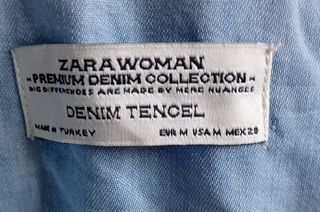 ZARA WOMAN
"PREMIUM DENIM COLLECTION"
BIG DIFFERENCES ARE MADE BY MERE NUANCES
DENIM TENCEL
MADE IN TURKEY EUR M USA M MEX 28